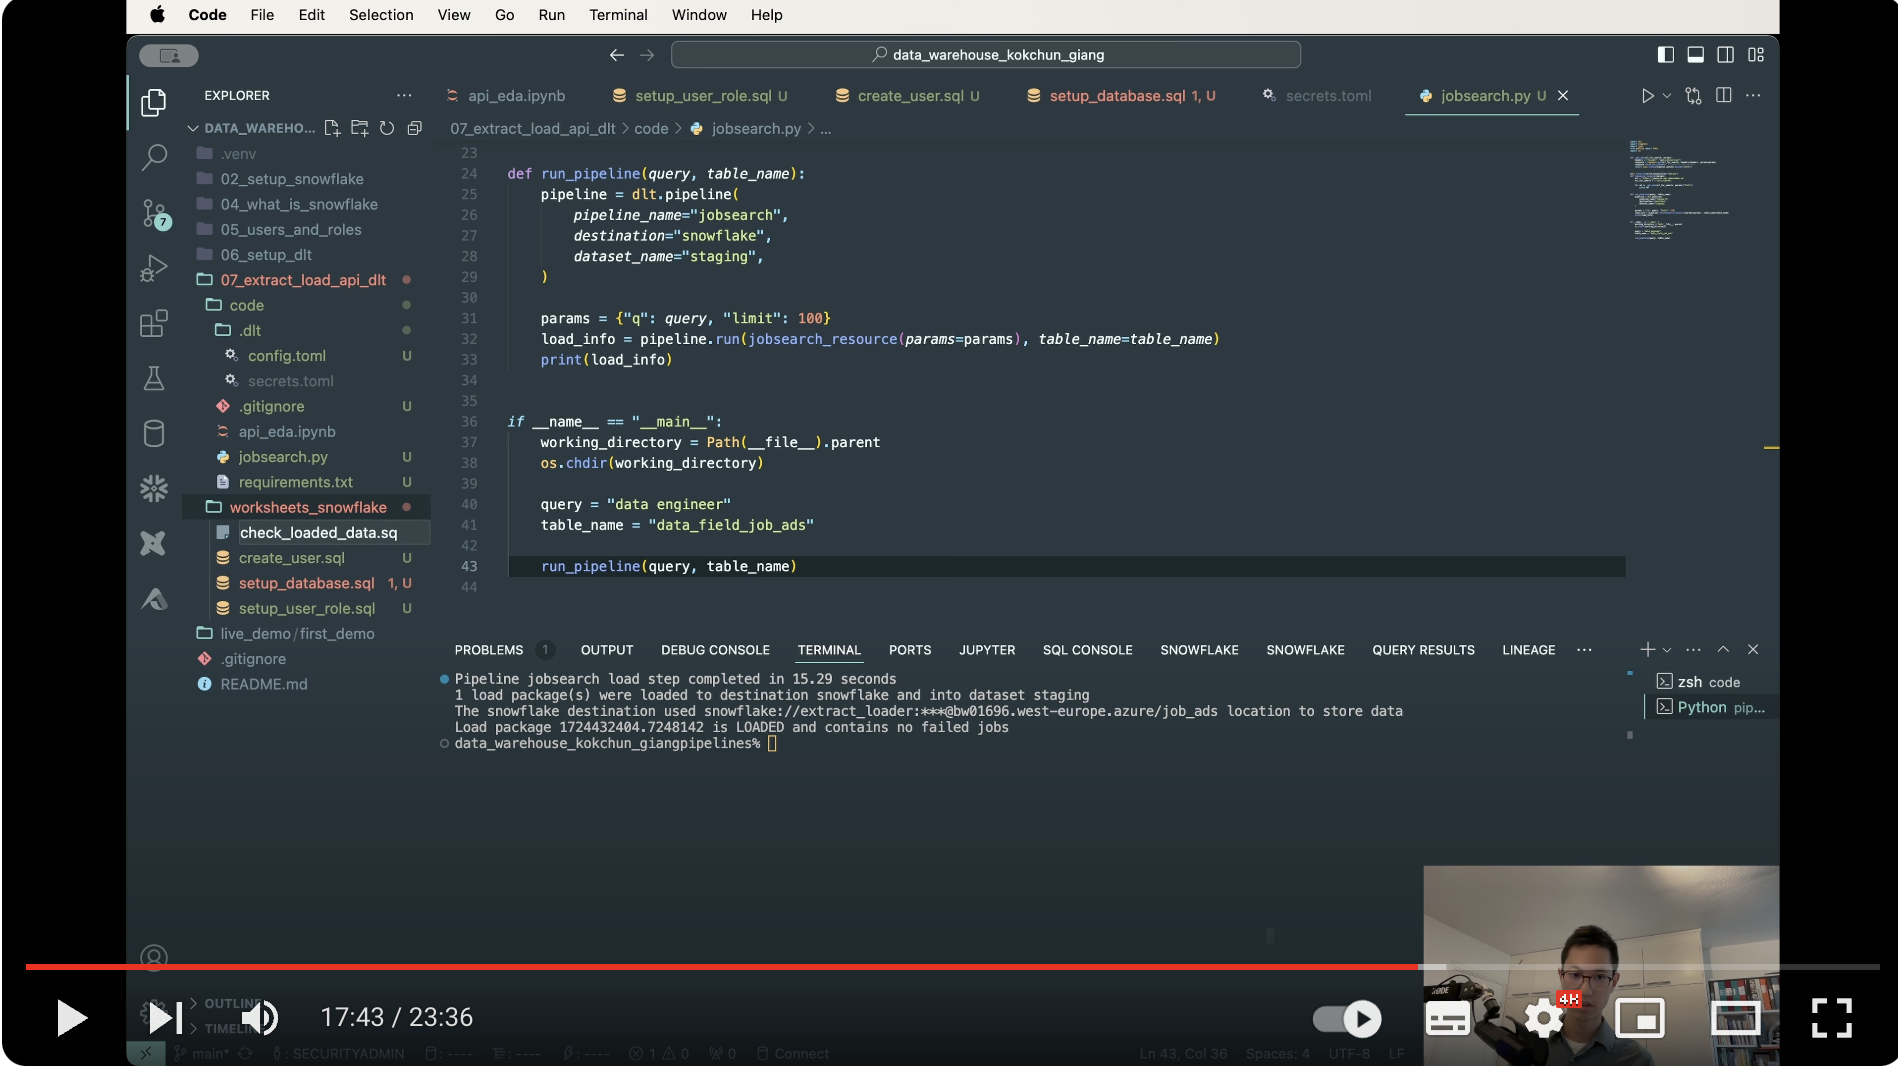 Code File Edit Selection View Go Run Terminal Window Help
data_warehouse_kokchun_giang
EXPLORER
DATA_WAREHO...
.venv
02_setup_snowflake
04_what_is_snowflake
05_users_and_roles
06_setup_dlt
07_extract_load_api_dlt
code
.dlt
config.toml U
secrets.toml
.gitignore U
api_eda.ipynb
jobsearch.py U
requirements.txt U
worksheets_snowflake
check_loaded_data.sq
create_user.sql U
setup_database.sql 1, U
setup_user_role.sql U
live_demo/first_demo
.gitignore
README.md
7
api_eda.ipynb setup_user_role.sql U create_user.sql U setup_database.sql 1, U secrets.toml jobsearch.py U
07_extract_load_api_dlt > code > jobsearch.py > ...
23
24 def run_pipeline(query, table_name):
25 pipeline = dlt.pipeline(
26 pipeline_name="jobsearch",
27 destination="snowflake",
28 dataset_name="staging",
29 )
30
31 params = {"q": query, "limit": 100}
32 load_info = pipeline.run(jobsearch_resource(params=params), table_name=table_name)
33 print(load_info)
34
35
36 if __name__ == "__main__":
37 working_directory = Path(__file__).parent
38 os.chdir(working_directory)
39
40 query = "data engineer"
41 table_name = "data_field_job_ads"
42
43 run_pipeline(query, table_name)
44
PROBLEMS 1 OUTPUT DEBUG CONSOLE TERMINAL PORTS JUPYTER SQL CONSOLE SNOWFLAKE SNOWFLAKE QUERY RESULTS LINEAGE
Pipeline jobsearch load step completed in 15.29 seconds
1 load package(s) were loaded to destination snowflake and into dataset staging
The snowflake destination used snowflake://extract_loader:***@bw01696.west-europe.azure/job_ads location to store data
Load package 1724432404.7248142 is LOADED and contains no failed jobs
data_warehouse_kokchun_giangpipelines%
zsh code
Python pip...
OUTLINE
TIMELINE
17:43 / 23:36
4K
main* : SECURITYADMIN : ---- : ---- : ---- 1 0 0 Connect
Ln 43, Col 36 Spaces: 4 UTF-8 LF